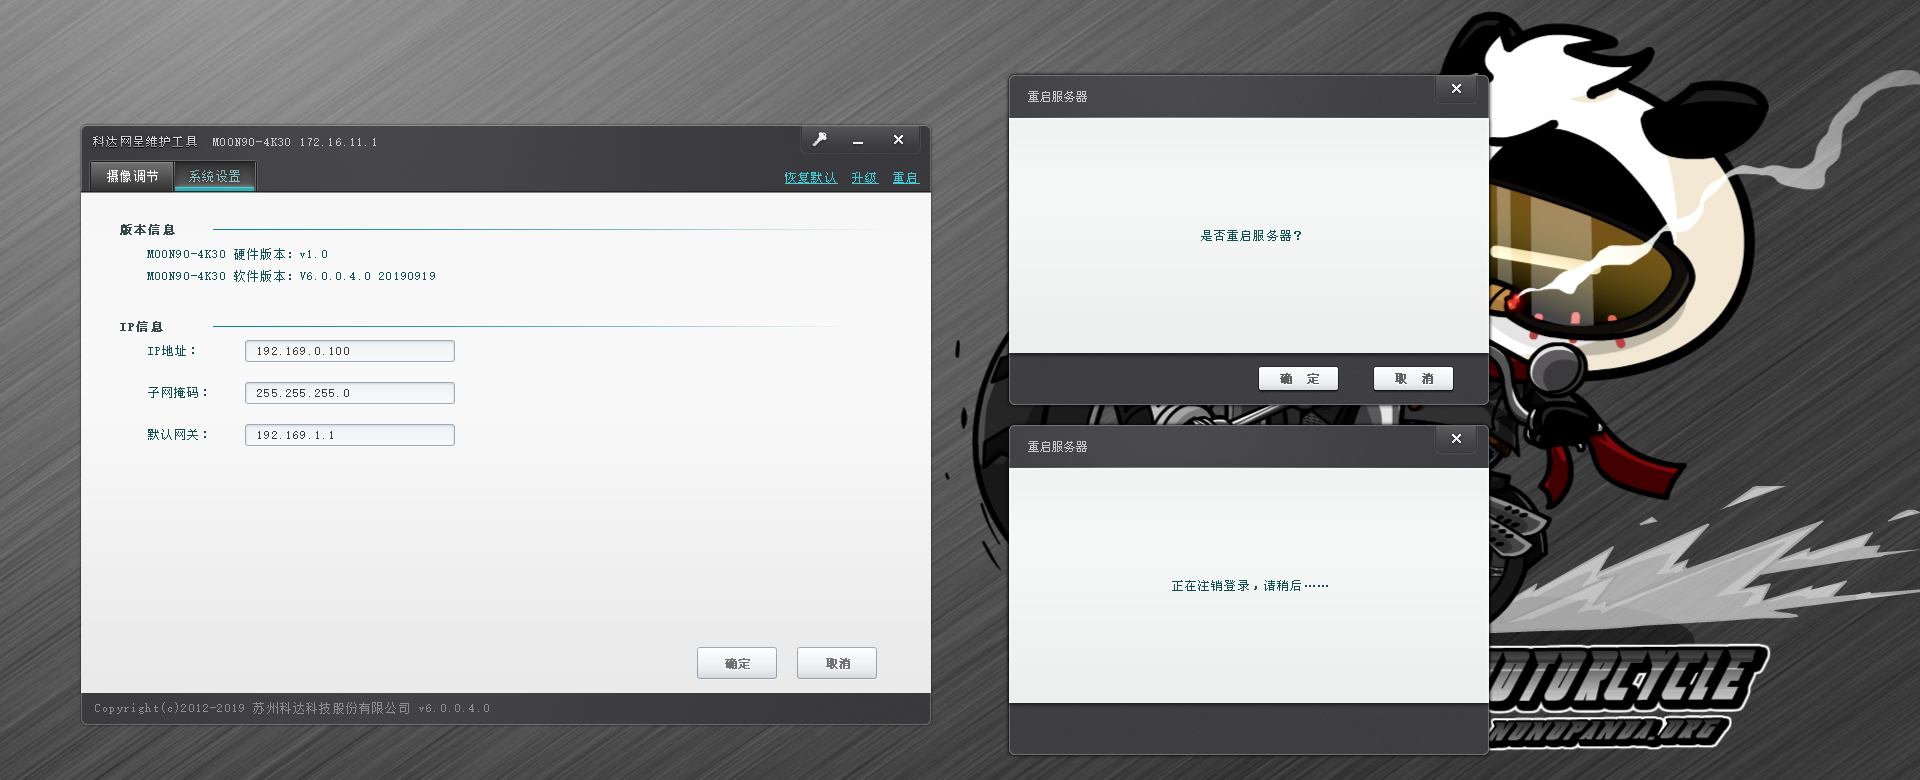 科达网呈维护工具 MOON90-4K30 172.16.11.1
摄像调节 系统设置 恢复默认 升级 重启
版本信息
MOON90-4K30 硬件版本: v1.0
MOON90-4K30 软件版本: V6.0.0.4.0 20190919
IP信息
IP地址: 192.169.0.100
子网掩码: 255.255.255.0
默认网关: 192.169.1.1
确定 取消
Copyright(c)2012-2019 苏州科达科技股份有限公司 v6.0.0.4.0
重启服务器
是否重启服务器?
确 定 取 消
重启服务器
正在注销登录,请稍后……
MOTORCYCLE
NONOPANDA.ORG